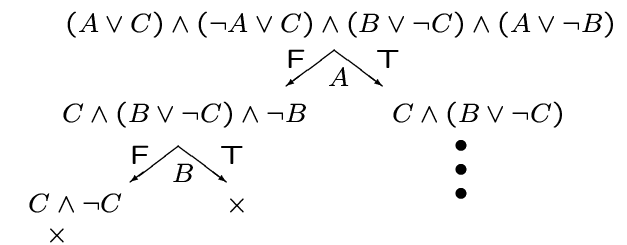 (A ∨ C) ∧ (¬A ∨ C) ∧ (B ∨ ¬C) ∧ (A ∨ ¬B)
F T
A
C ∧ (B ∨ ¬C) ∧ ¬B C ∧ (B ∨ ¬C)
F T
B
C ∧ ¬C ×
×